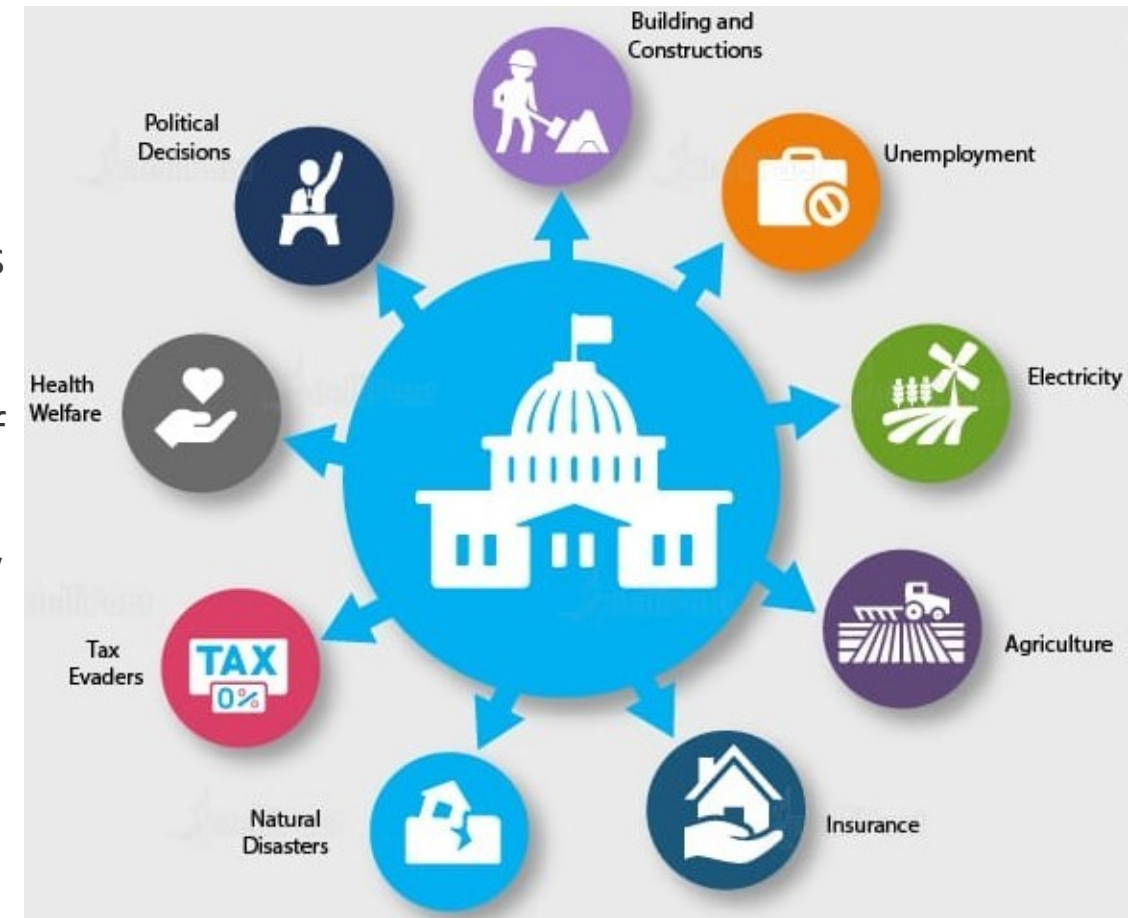 Building and
Constructions
Political
Decisions
Unemployment
Health
Welfare
Electricity
Tax
Evaders
TAX
0%
Agriculture
Natural
Disasters
Insurance